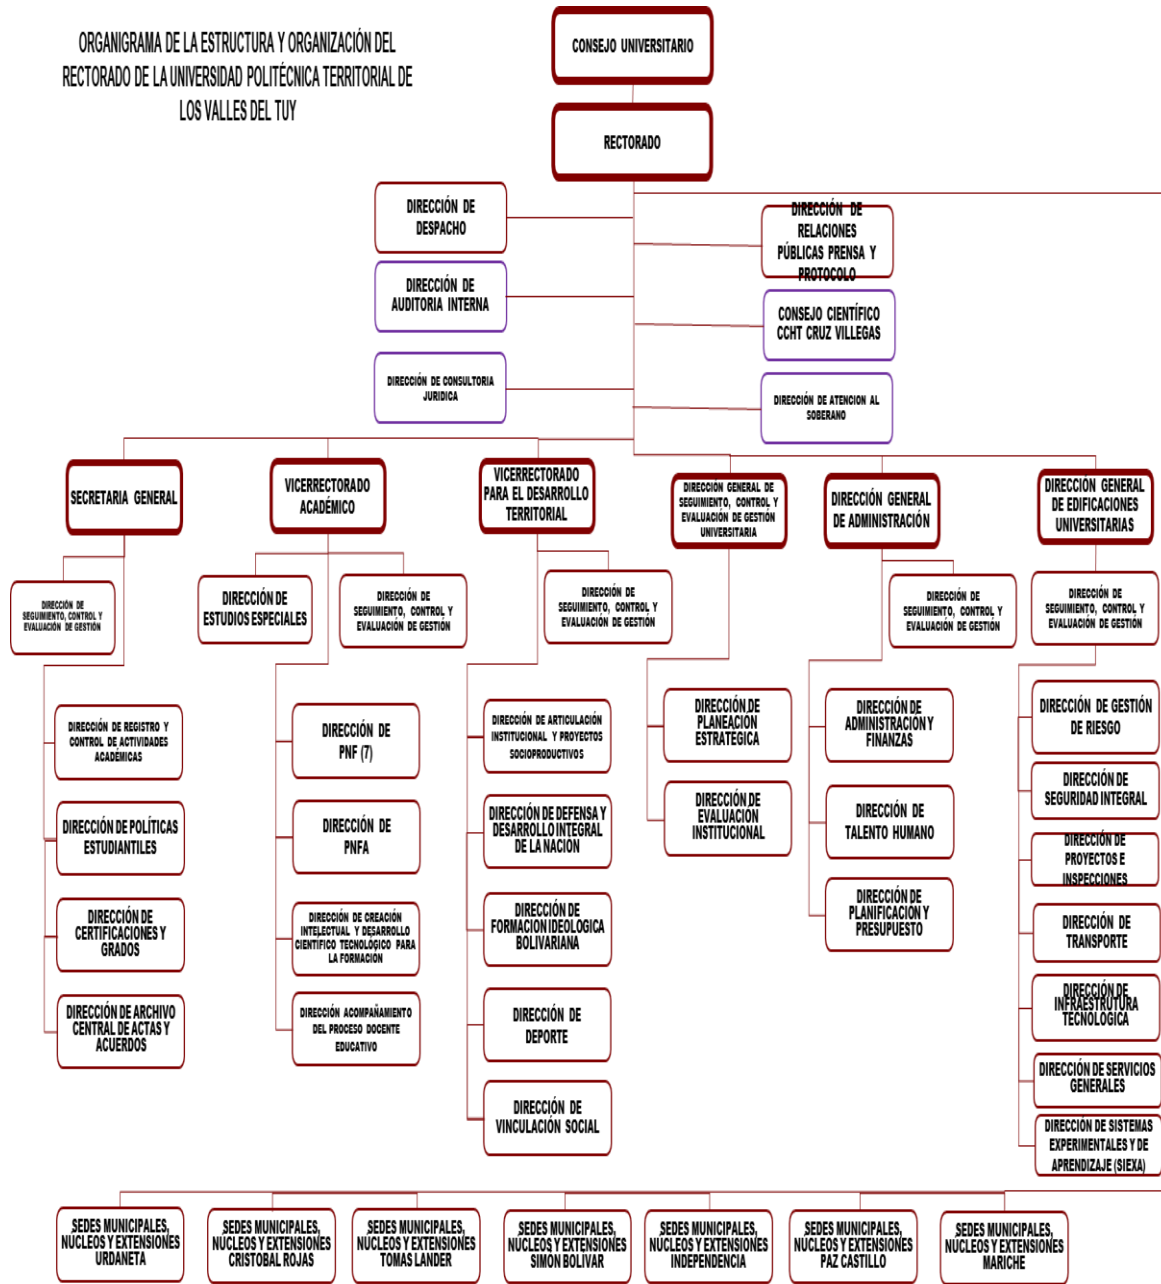 ORGANIGRAMA DE LA ESTRUCTURA Y ORGANIZACIÓN DEL
RECTORADO DE LA UNIVERSIDAD POLITÉCNICA TERRITORIAL DE
LOS VALLES DEL TUY
CONSEJO UNIVERSITARIO
RECTORADO
DIRECCIÓN DE
DESPACHO
DIRECCIÓN DE
RELACIONES
PÚBLICAS PRENSA Y
PROTOCOLO
DIRECCIÓN DE
AUDITORIA INTERNA
CONSEJO CIENTÍFICO
CCHT CRUZ VILLEGAS
DIRECCIÓN DE CONSULTORIA
JURIDICA
DIRECCIÓN DE ATENCION AL
SOBERANO
SECRETARIA GENERAL
VICERRECTORADO
ACADÉMICO
VICERRECTORADO
PARA EL DESARROLLO
TERRITORIAL
DIRECCIÓN GENERAL DE
SEGUIMIENTO, CONTROL Y
EVALUACIÓN DE GESTIÓN
UNIVERSITARIA
DIRECCIÓN GENERAL
DE ADMINISTRACIÓN
DIRECCIÓN GENERAL
DE EDIFICACIONES
UNIVERSITARIAS
DIRECCIÓN DE
SEGUIMIENTO, CONTROL Y
EVALUACIÓN DE GESTIÓN
DIRECCIÓN DE
ESTUDIOS ESPECIALES
DIRECCIÓN DE
SEGUIMIENTO, CONTROL Y
EVALUACIÓN DE GESTIÓN
DIRECCIÓN DE
SEGUIMIENTO, CONTROL Y
EVALUACIÓN DE GESTIÓN
DIRECCIÓN DE
SEGUIMIENTO, CONTROL Y
EVALUACIÓN DE GESTIÓN
DIRECCIÓN DE
SEGUIMIENTO, CONTROL Y
EVALUACIÓN DE GESTIÓN
DIRECCIÓN DE REGISTRO Y
CONTROL DE ACTIVIDADES
ACADÉMICAS
DIRECCIÓN DE POLÍTICAS
ESTUDIANTILES
DIRECCIÓN DE
CERTIFICACIONES Y
GRADOS
DIRECCIÓN DE ARCHIVO
CENTRAL DE ACTAS Y
ACUERDOS
DIRECCIÓN DE
PNF (7)
DIRECCIÓN DE
PNFA
DIRECCIÓN DE CREACIÓN
INTELECTUAL Y DESARROLLO
CIENTÍFICO TECNOLÓGICO PARA
LA FORMACIÓN
DIRECCIÓN ACOMPAÑAMIENTO
DEL PROCESO DOCENTE
EDUCATIVO
DIRECCIÓN DE ARTICULACIÓN
INSTITUCIONAL Y PROYECTOS
SOCIOPRODUCTIVOS
DIRECCIÓN DE DEFENSA Y
DESARROLLO INTEGRAL
DE LA NACIÓN
DIRECCIÓN DE
FORMACIÓN IDEOLÓGICA
BOLIVARIANA
DIRECCIÓN DE
DEPORTE
DIRECCIÓN DE
VINCULACIÓN SOCIAL
DIRECCIÓN DE
PLANEACIÓN
ESTRATÉGICA
DIRECCIÓN DE
EVALUACIÓN
INSTITUCIONAL
DIRECCIÓN DE
ADMINISTRACIÓN Y
FINANZAS
DIRECCIÓN DE
TALENTO HUMANO
DIRECCIÓN DE
PLANIFICACIÓN Y
PRESUPUESTO
DIRECCIÓN DE GESTIÓN
DE RIESGO
DIRECCIÓN DE
SEGURIDAD INTEGRAL
DIRECCIÓN DE
PROYECTOS E
INSPECCIONES
DIRECCIÓN DE
TRANSPORTE
DIRECCIÓN DE
INFRAESTRUTURA
TECNOLÓGICA
DIRECCIÓN DE SERVICIOS
GENERALES
DIRECCIÓN DE SISTEMAS
EXPERIMENTALES Y DE
APRENDIZAJE (SIEXA)
SEDES MUNICIPALES,
NÚCLEOS Y EXTENSIONES
URDANETA
SEDES MUNICIPALES,
NÚCLEOS Y EXTENSIONES
CRISTOBAL ROJAS
SEDES MUNICIPALES,
NÚCLEOS Y EXTENSIONES
TOMAS LANDER
SEDES MUNICIPALES,
NÚCLEOS Y EXTENSIONES
SIMÓN BOLIVAR
SEDES MUNICIPALES,
NÚCLEOS Y EXTENSIONES
INDEPENDENCIA
SEDES MUNICIPALES,
NÚCLEOS Y EXTENSIONES
PAZ CASTILLO
SEDES MUNICIPALES,
NÚCLEOS Y EXTENSIONES
MARICHE